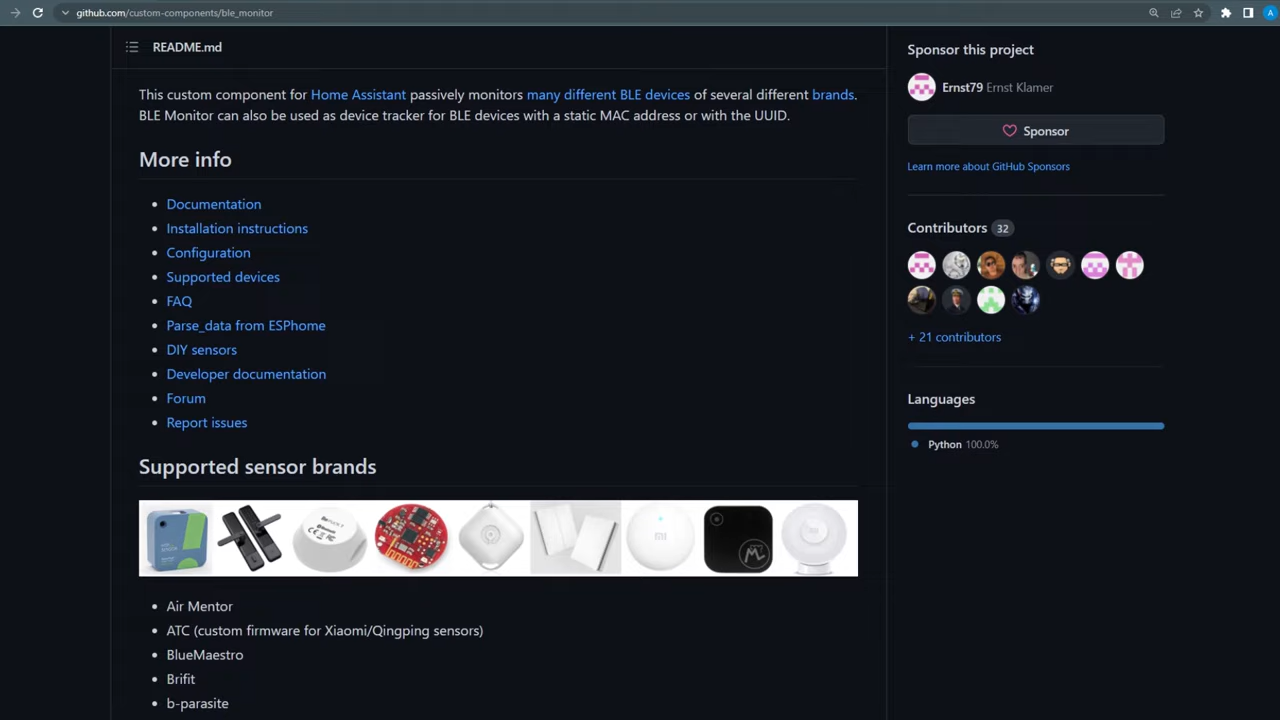 github.com/custom-components/ble_monitor
A
README.md
This custom component for Home Assistant passively monitors many different BLE devices of several different brands.
BLE Monitor can also be used as device tracker for BLE devices with a static MAC address or with the UUID.
More info
Documentation
Installation instructions
Configuration
Supported devices
FAQ
Parse_data from ESPhome
DIY sensors
Developer documentation
Forum
Report issues
Supported sensor brands
Air Mentor
ATC (custom firmware for Xiaomi/Qingping sensors)
BlueMaestro
Brifit
b-parasite
Sponsor this project
Ernst79 Ernst Klamer
Sponsor
Learn more about GitHub Sponsors
Contributors 32
+ 21 contributors
Languages
Python 100.0%